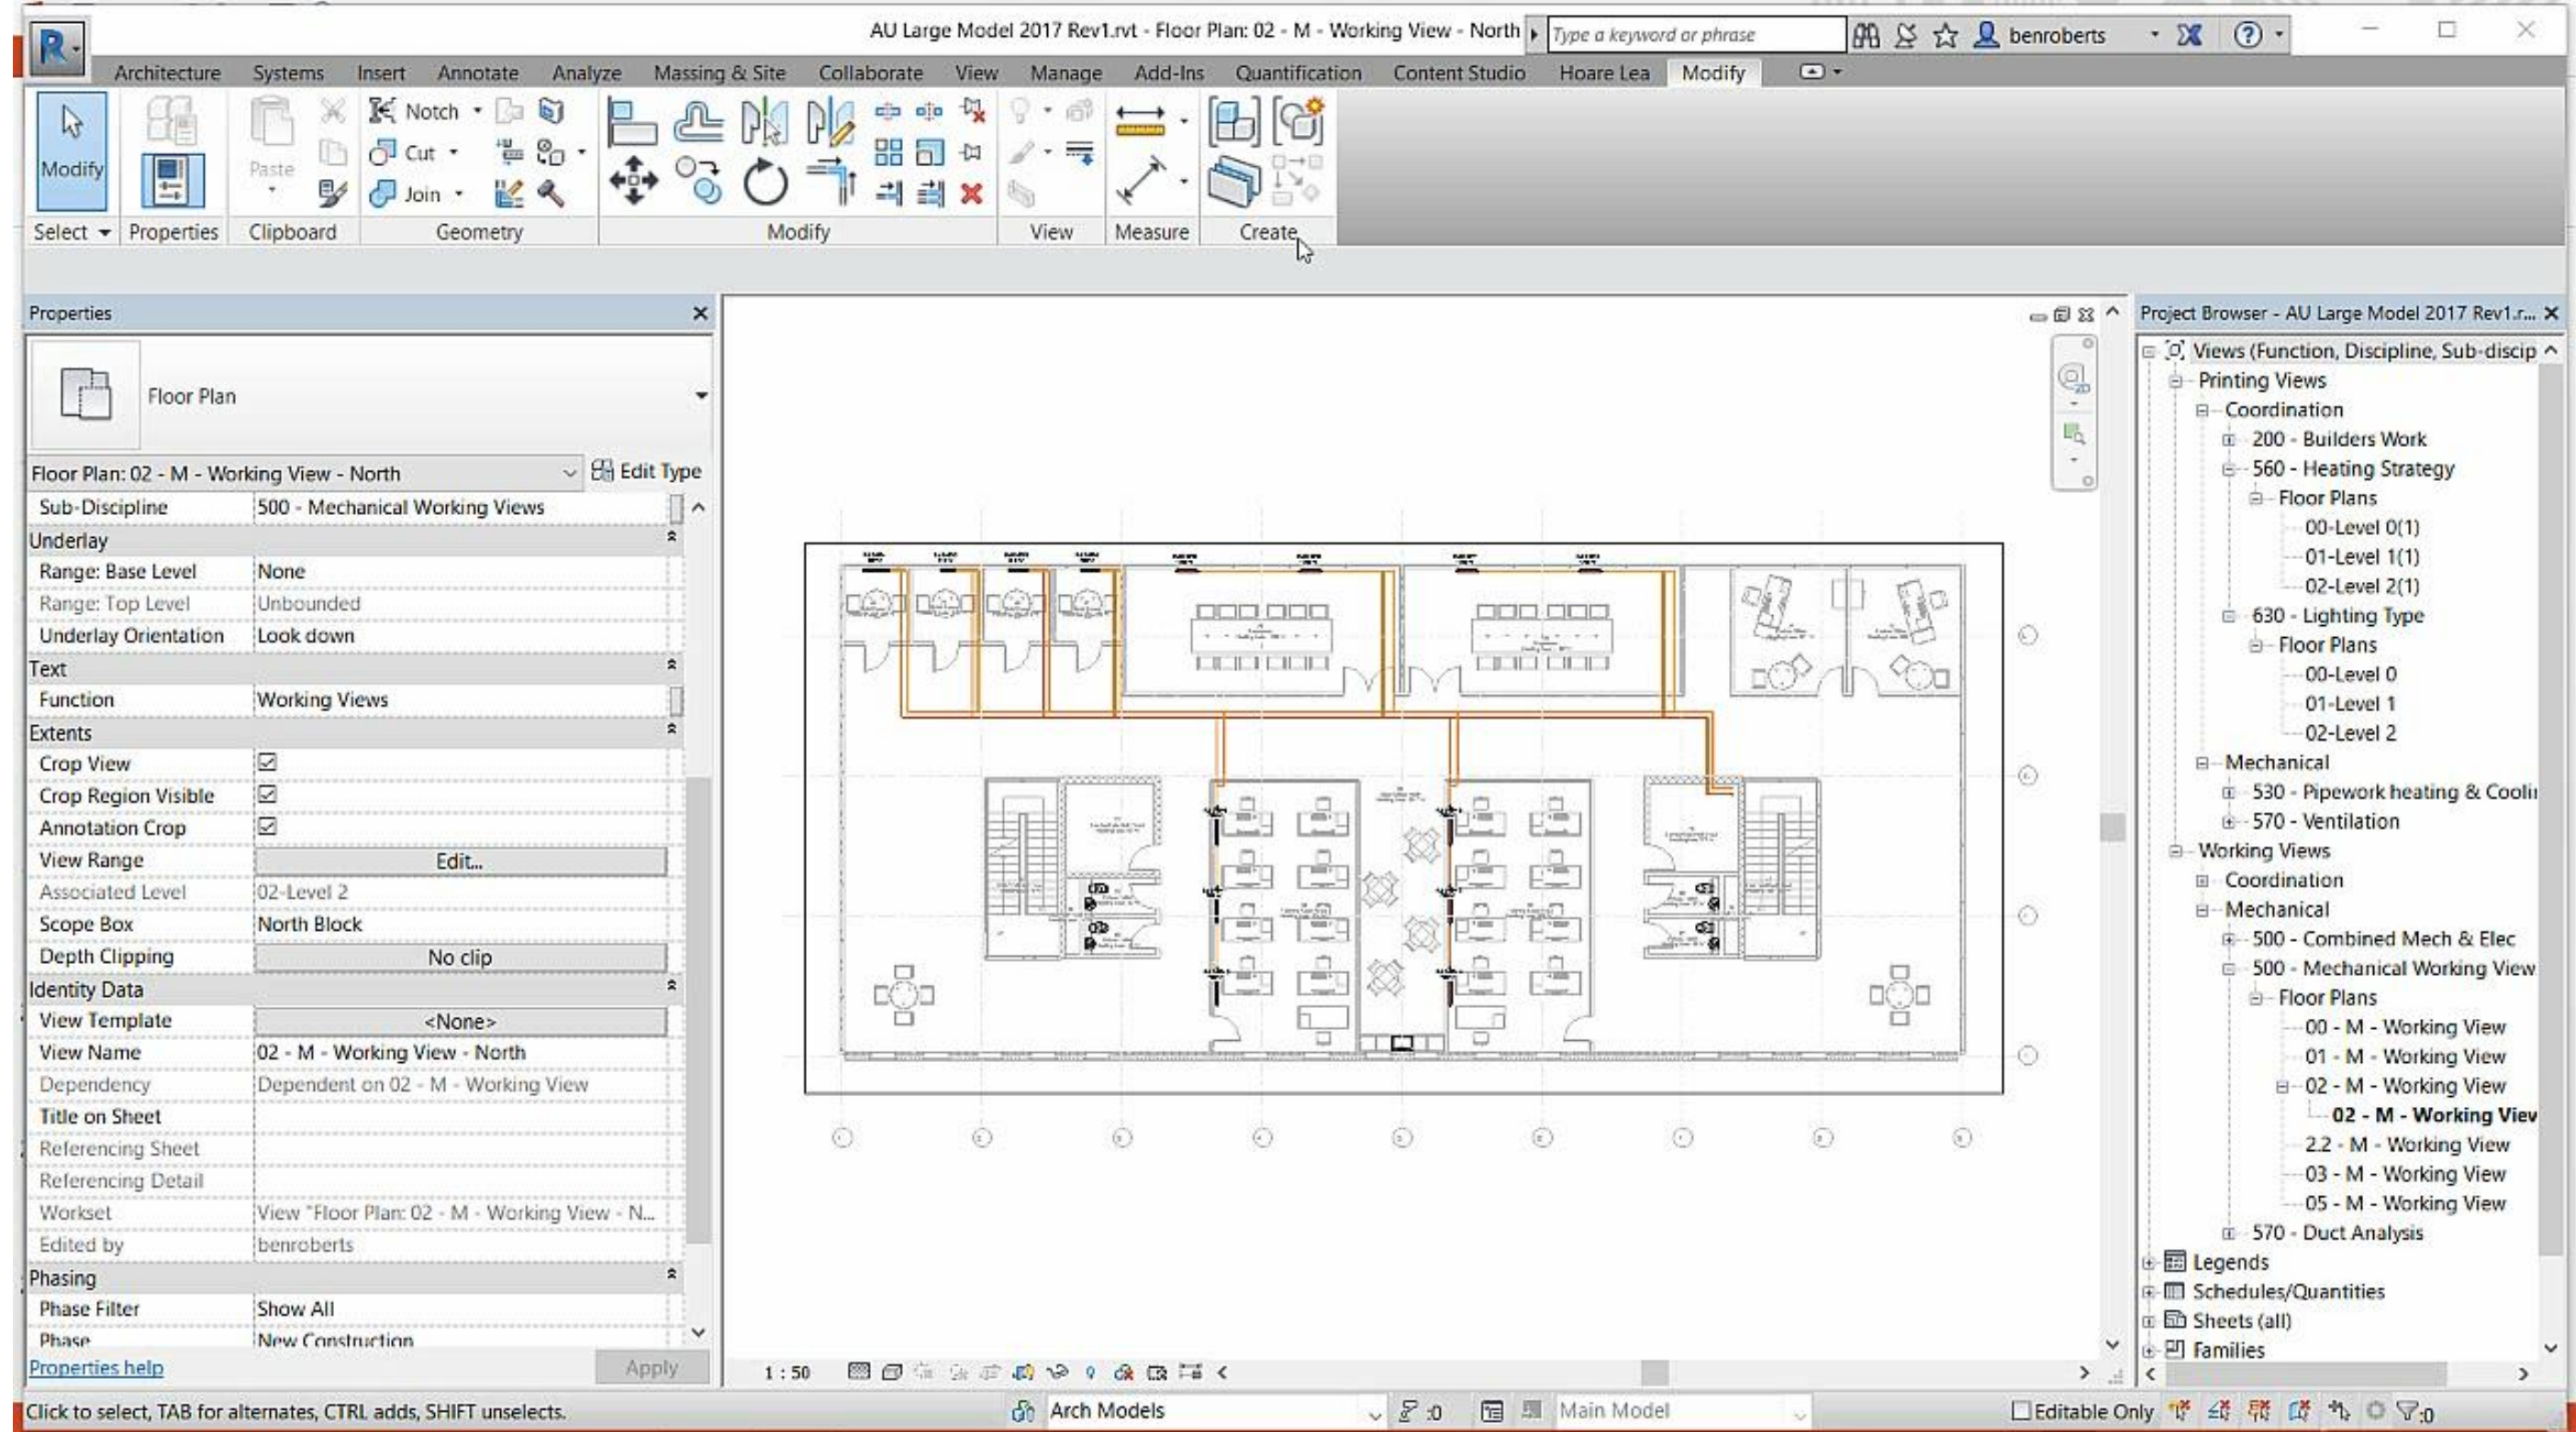 AU Large Model 2017 Rev1.rvt - Floor Plan: 02 - M - Working View - North
Type a keyword or phrase
benroberts
Architecture Systems Insert Annotate Analyze Massing & Site Collaborate View Manage Add-Ins Quantification Content Studio Hoare Lea Modify
Modify
Paste
Notch
Cut
Join
Select Properties Clipboard Geometry Modify View Measure Create
Properties
Floor Plan
Floor Plan: 02 - M - Working View - North Edit Type
Sub-Discipline 500 - Mechanical Working Views
Underlay
Range: Base Level None
Range: Top Level Unbounded
Underlay Orientation Look down
Text
Function Working Views
Extents
Crop View
Crop Region Visible
Annotation Crop
View Range Edit...
Associated Level 02-Level 2
Scope Box North Block
Depth Clipping No clip
Identity Data
View Template <None>
View Name 02 - M - Working View - North
Dependency Dependent on 02 - M - Working View
Title on Sheet
Referencing Sheet
Referencing Detail
Workset View "Floor Plan: 02 - M - Working View - N...
Edited by benroberts
Phasing
Phase Filter Show All
Phase New Construction
Properties help Apply
1 : 50
Project Browser - AU Large Model 2017 Rev1.r...
Views (Function, Discipline, Sub-discip
Printing Views
Coordination
200 - Builders Work
560 - Heating Strategy
Floor Plans
00-Level 0(1)
01-Level 1(1)
02-Level 2(1)
630 - Lighting Type
Floor Plans
00-Level 0
01-Level 1
02-Level 2
Mechanical
530 - Pipework heating & Coolin
570 - Ventilation
Working Views
Coordination
Mechanical
500 - Combined Mech & Elec
500 - Mechanical Working View
Floor Plans
00 - M - Working View
01 - M - Working View
02 - M - Working View
02 - M - Working View
2.2 - M - Working View
03 - M - Working View
05 - M - Working View
570 - Duct Analysis
Legends
Schedules/Quantities
Sheets (all)
Families
Click to select, TAB for alternates, CTRL adds, SHIFT unselects.
Arch Models
:0
Main Model
Editable Only
:0